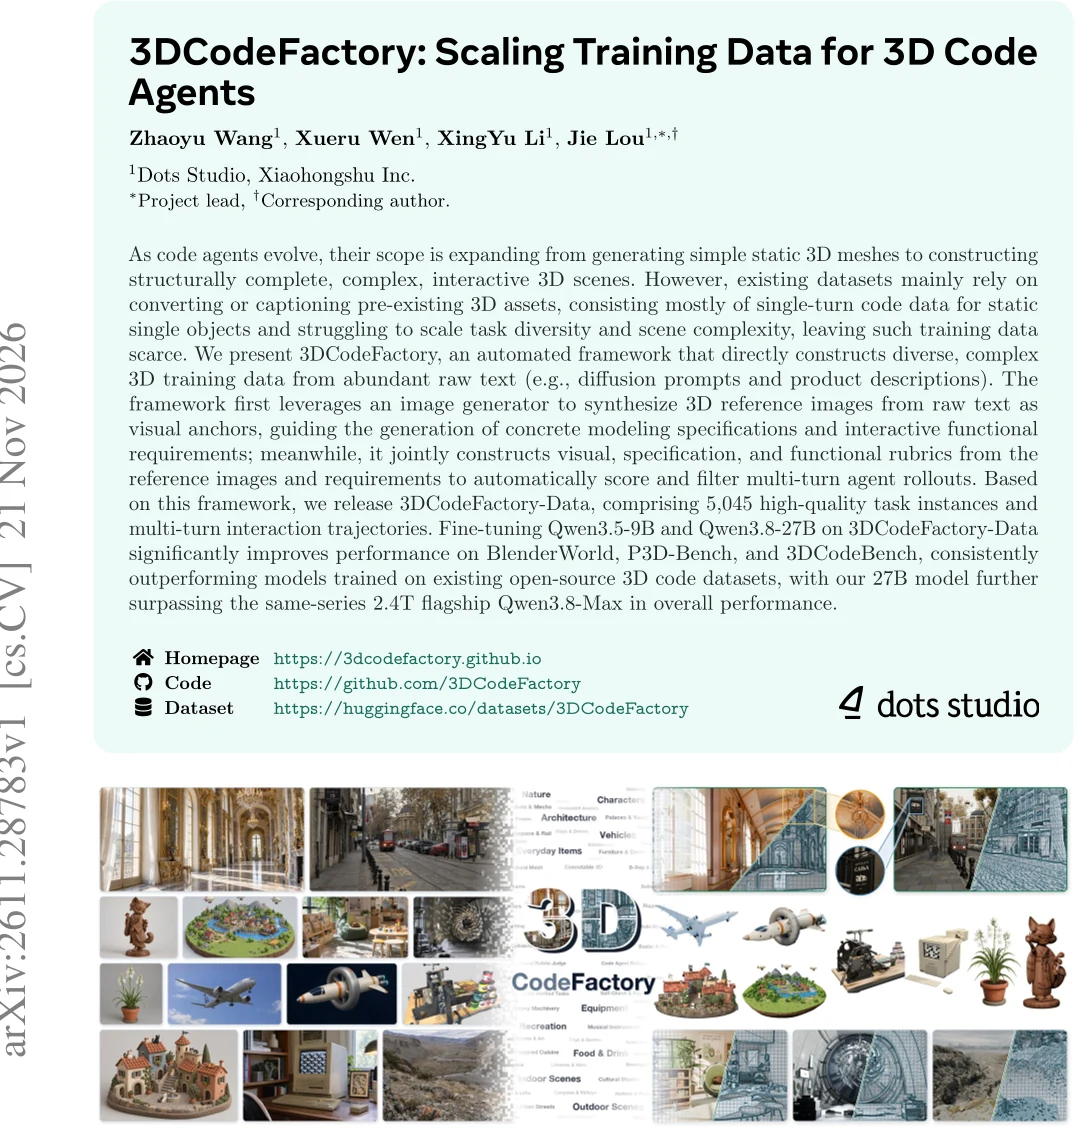 3DCodeFactory: Scaling Training Data for 3D Code
Agents
Zhaoyu Wang¹, Xueru Wen¹, XingYu Li¹, Jie Lou¹,*,†
¹Dots Studio, Xiaohongshu Inc.
*Project lead, †Corresponding author.
As code agents evolve, their scope is expanding from generating simple static 3D meshes to constructing
structurally complete, complex, interactive 3D scenes. However, existing datasets mainly rely on
converting or captioning pre-existing 3D assets, consisting mostly of single-turn code data for static
single objects and struggling to scale task diversity and scene complexity, leaving such training data
scarce. We present 3DCodeFactory, an automated framework that directly constructs diverse, complex
3D training data from abundant raw text (e.g., diffusion prompts and product descriptions). The
framework first leverages an image generator to synthesize 3D reference images from raw text as
visual anchors, guiding the generation of concrete modeling specifications and interactive functional
requirements; meanwhile, it jointly constructs visual, specification, and functional rubrics from the
reference images and requirements to automatically score and filter multi-turn agent rollouts. Based
on this framework, we release 3DCodeFactory-Data, comprising 5,045 high-quality task instances and
multi-turn interaction trajectories. Fine-tuning Qwen3.5-9B and Qwen3.8-27B on 3DCodeFactory-Data
significantly improves performance on BlenderWorld, P3D-Bench, and 3DCodeBench, consistently
outperforming models trained on existing open-source 3D code datasets, with our 27B model further
surpassing the same-series 2.4T flagship Qwen3.8-Max in overall performance.
Homepage https://3dcodefactory.github.io
Code https://github.com/3DCodeFactory
Dataset https://huggingface.co/datasets/3DCodeFactory
dots studio
arXiv:2611.28783v1 [cs.CV] 21 Nov 2026
Nature
Characters
Architecture
Vehicles
Everyday Items
3D
CodeFactory
Equipment
Recreation
Food & Drink
Indoor Scenes
Outdoor Scenes